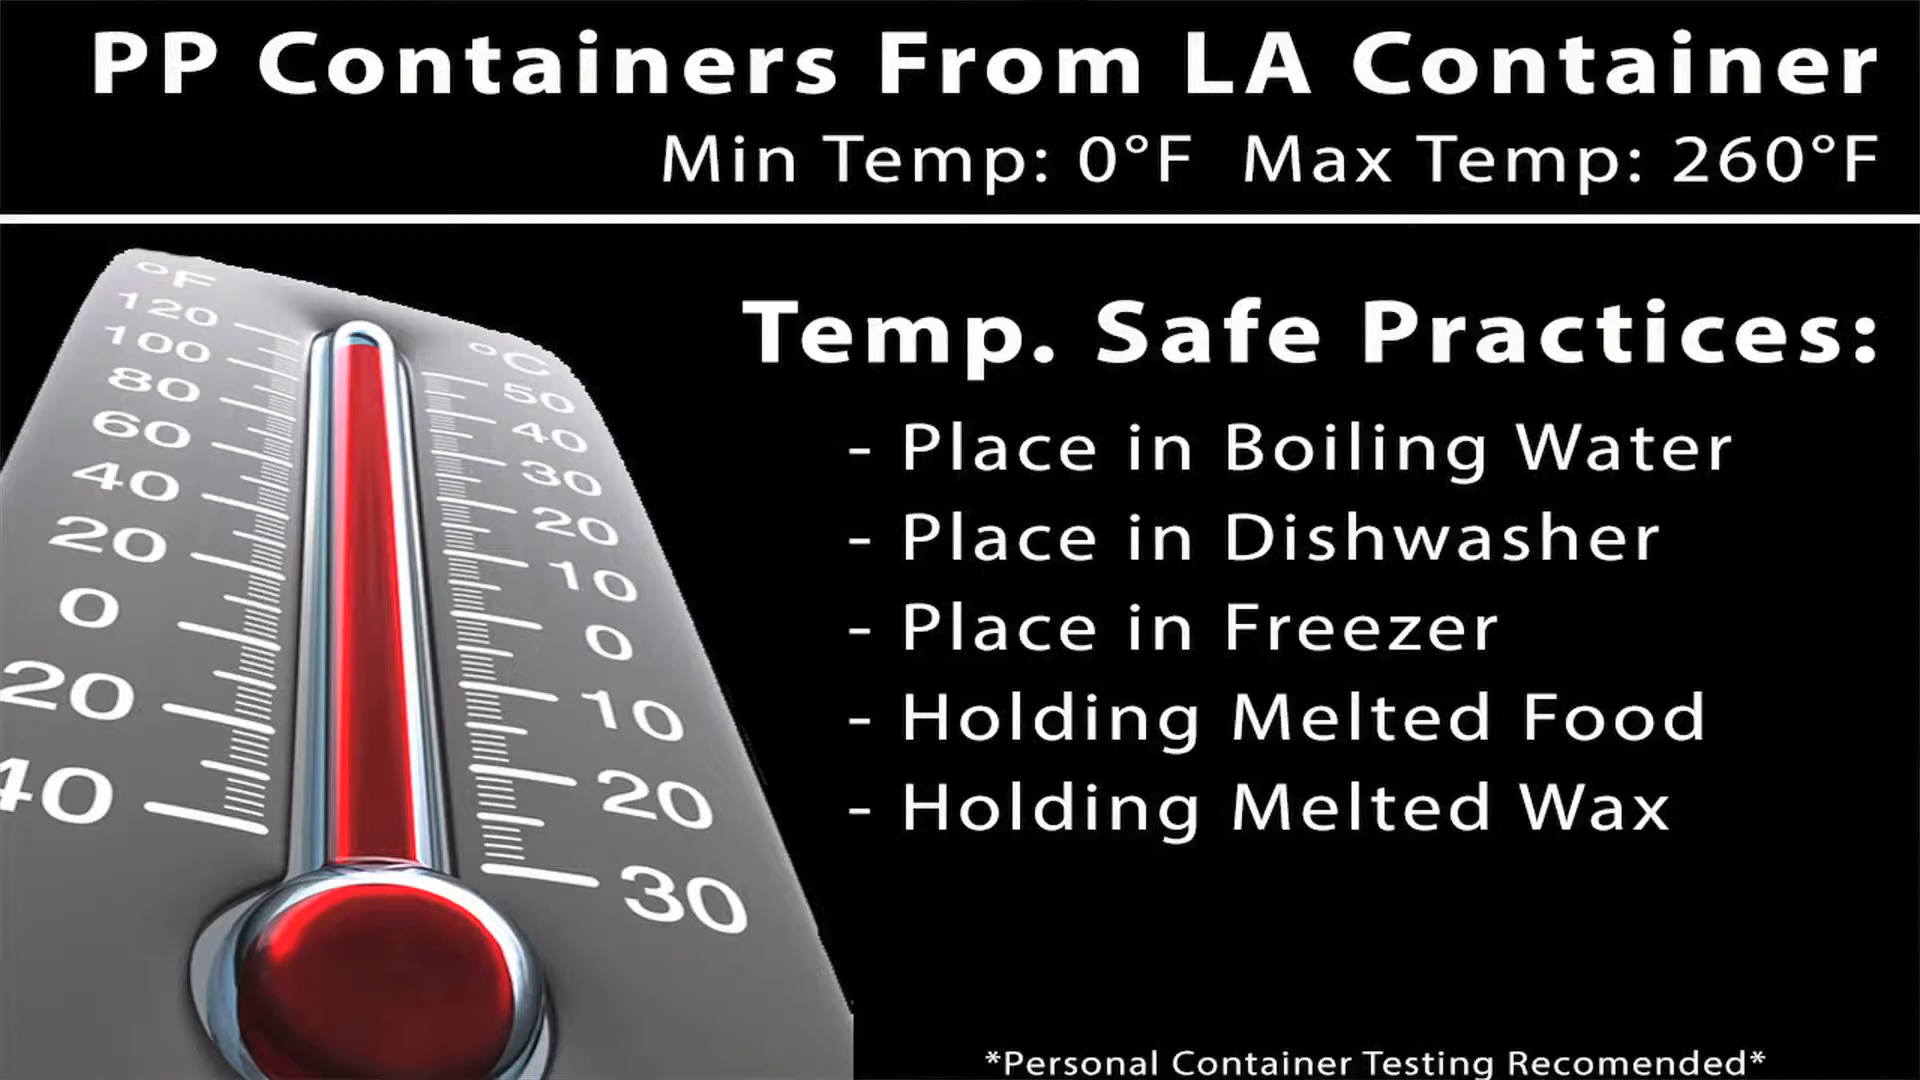 PP Containers From LA Container
Min Temp: 0°F Max Temp: 260°F
°F
120
100
80
60
40
20
0
20
40
°C
50
40
30
20
10
0
10
20
30
Temp. Safe Practices:
- Place in Boiling Water
- Place in Dishwasher
- Place in Freezer
- Holding Melted Food
- Holding Melted Wax
*Personal Container Testing Recomended*